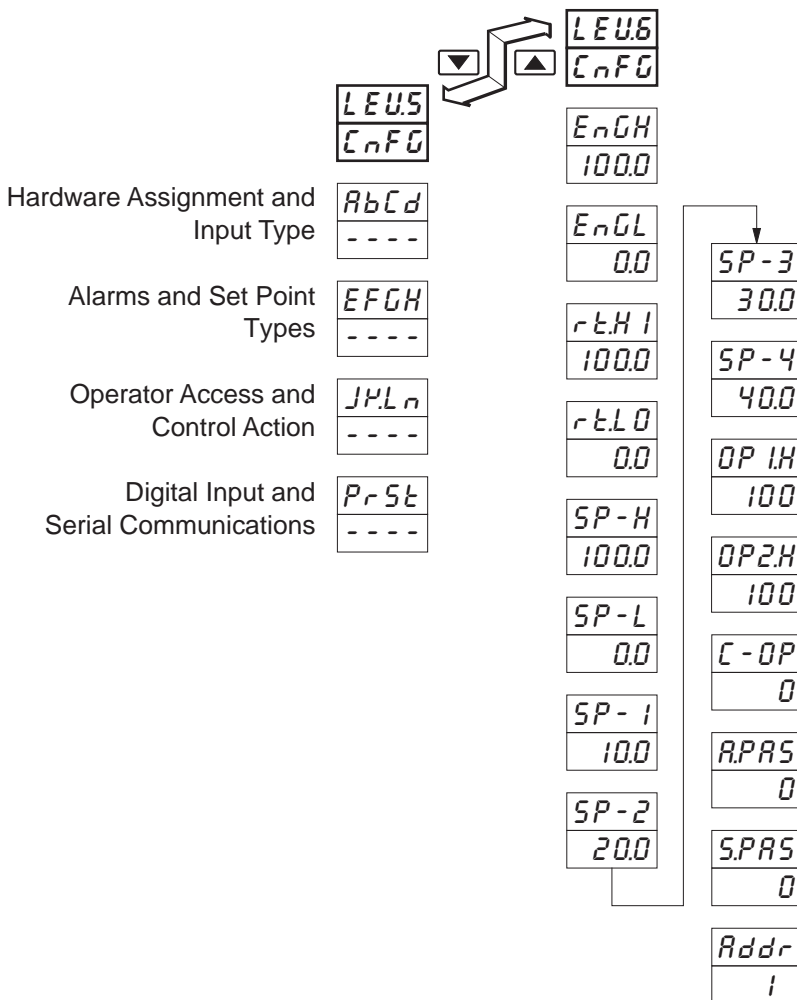 LEV.6
CnFG
LEV.5
CnFG
Hardware Assignment and
Input Type
AbCd
----
Alarms and Set Point
Types
EFGH
----
Operator Access and
Control Action
JK.Ln
----
Digital Input and
Serial Communications
PrSt
----
EnGH
100.0
EnGL
0.0
rt.HI
100.0
rt.LO
0.0
SP-H
100.0
SP-L
0.0
SP-1
10.0
SP-2
20.0
SP-3
30.0
SP-4
40.0
OP1.H
100
OP2.H
100
C-OP
0
A.PAS
0
S.PAS
0
Addr
1